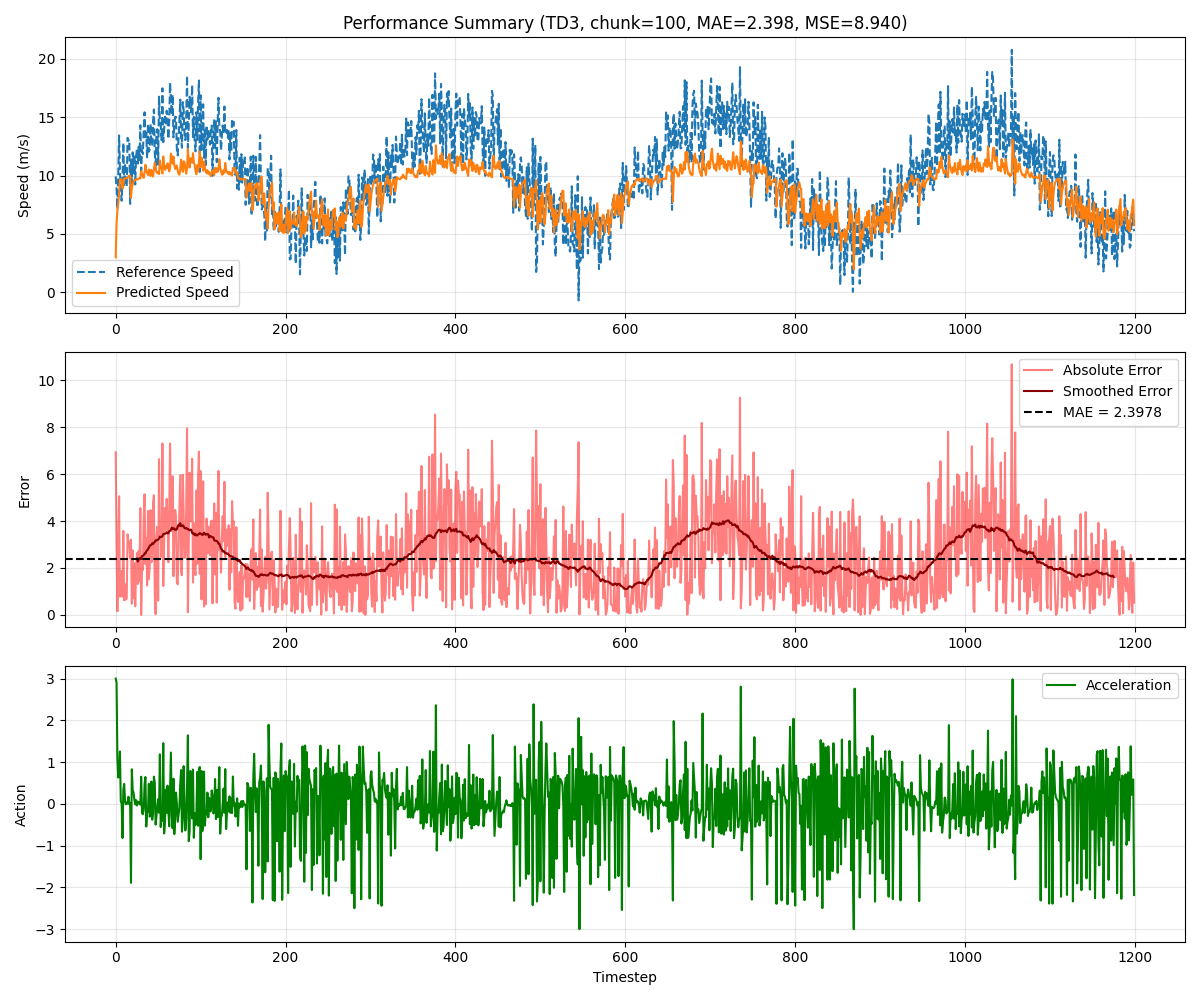 Performance Summary (TD3, chunk=100, MAE=2.398, MSE=8.940)
Speed (m/s)
20
15
10
5
0
Reference Speed
Predicted Speed
0 200 400 600 800 1000 1200
Error
10
8
6
4
2
0
Absolute Error
Smoothed Error
MAE = 2.3978
0 200 400 600 800 1000 1200
Action
3
2
1
0
−1
−2
−3
Acceleration
0 200 400 600 800 1000 1200
Timestep